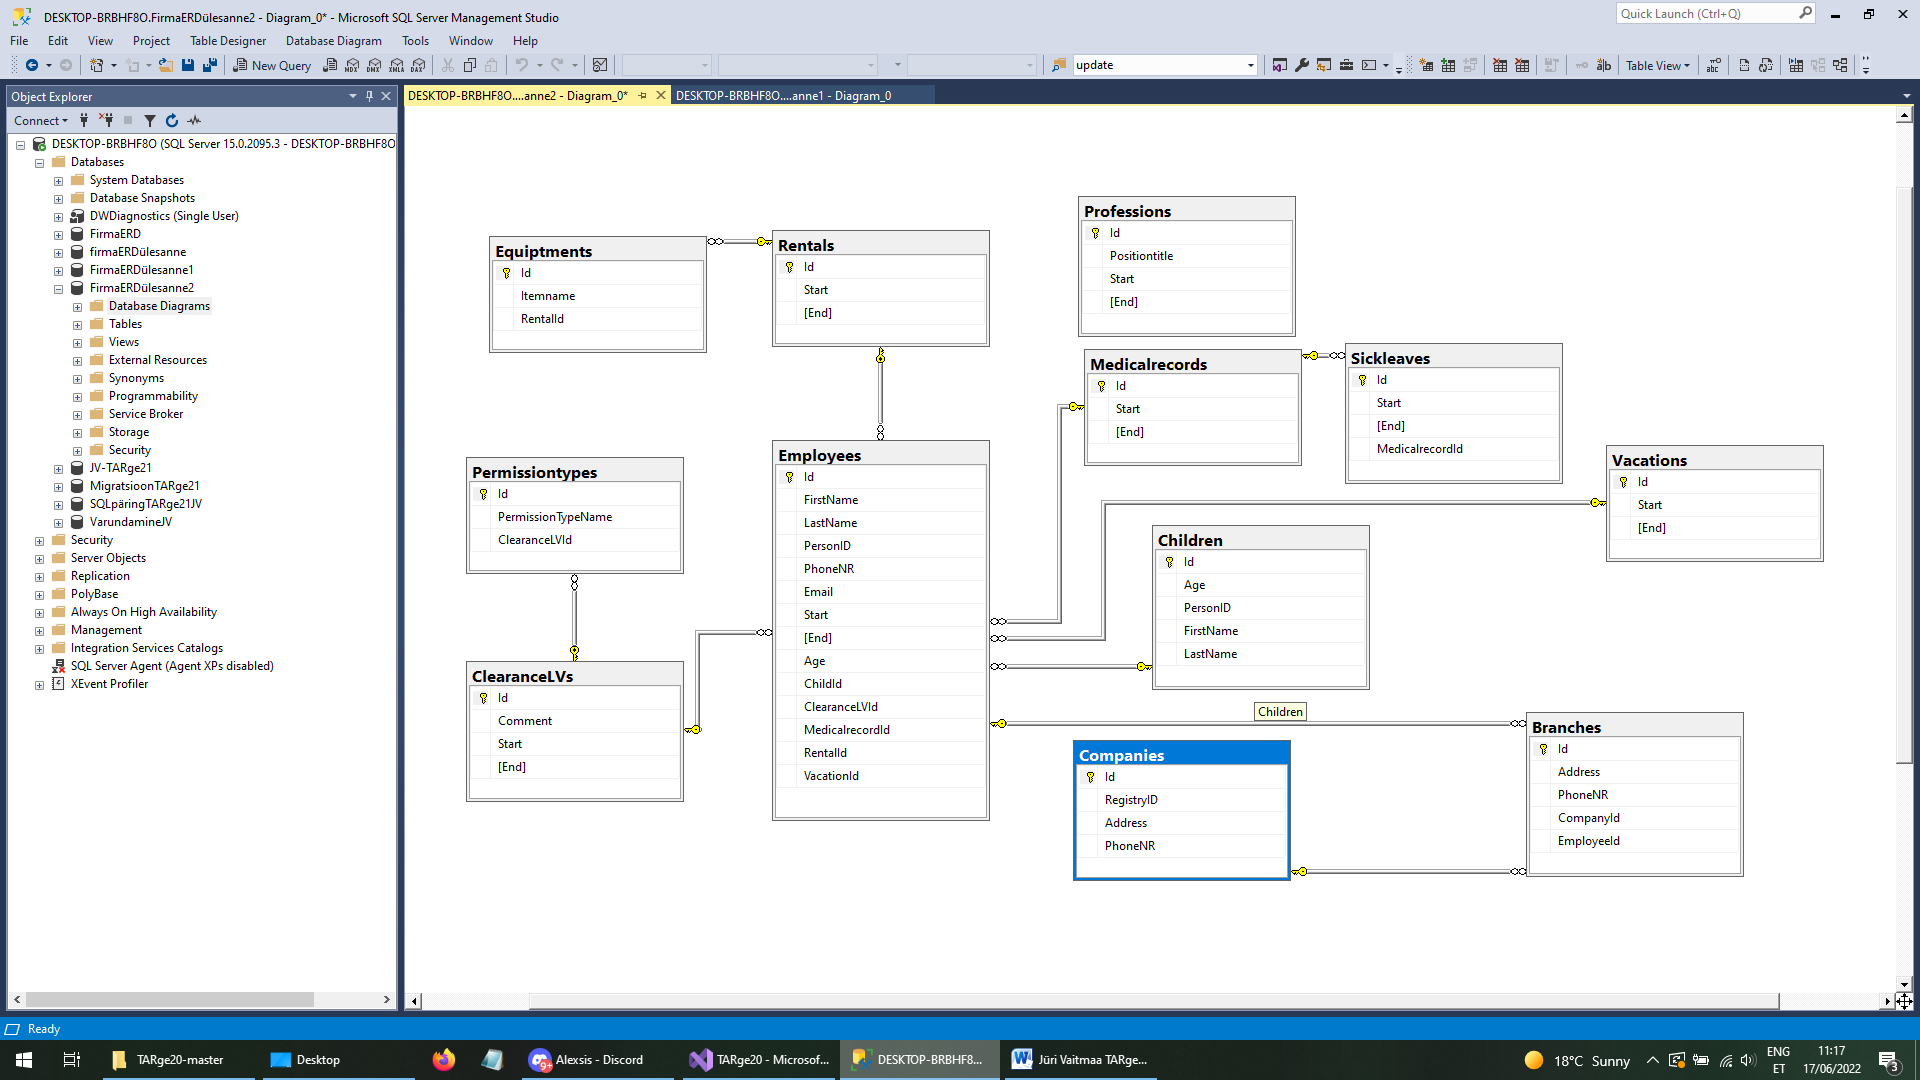 DESKTOP-BRBHF8O.FirmaERDülesanne2 - Diagram_0* - Microsoft SQL Server Management Studio
Quick Launch (Ctrl+Q)
File Edit View Project Table Designer Database Diagram Tools Window Help
New Query MDX DMX XMLA DAX update Table View
Object Explorer
DESKTOP-BRBHF8O....anne2 - Diagram_0*
DESKTOP-BRBHF8O....anne1 - Diagram_0
Connect
DESKTOP-BRBHF8O (SQL Server 15.0.2095.3 - DESKTOP-BRBHF8O
Databases
System Databases
Database Snapshots
DWDiagnostics (Single User)
FirmaERD
firmaERDülesanne
FirmaERDülesanne1
FirmaERDülesanne2
Database Diagrams
Tables
Views
External Resources
Synonyms
Programmability
Service Broker
Storage
Security
JV-TARge21
MigratsioonTARge21
SQLpäringTARge21JV
VarundamineJV
Security
Server Objects
Replication
PolyBase
Always On High Availability
Management
Integration Services Catalogs
SQL Server Agent (Agent XPs disabled)
XEvent Profiler
Equiptments
Id
Itemname
RentalId
Rentals
Id
Start
[End]
Professions
Id
Positiontitle
Start
[End]
Medicalrecords
Id
Start
[End]
Sickleaves
Id
Start
[End]
MedicalrecordId
Vacations
Id
Start
[End]
Permissiontypes
Id
PermissionTypeName
ClearanceLVId
Employees
Id
FirstName
LastName
PersonID
PhoneNR
Email
Start
[End]
Age
ChildId
ClearanceLVId
MedicalrecordId
RentalId
VacationId
Children
Id
Age
PersonID
FirstName
LastName
ClearanceLVs
Id
Comment
Start
[End]
Children
Companies
Id
RegistryID
Address
PhoneNR
Branches
Id
Address
PhoneNR
CompanyId
EmployeeId
Ready
TARge20-master
Desktop
9+
Alexsis - Discord
TARge20 - Microsof...
DESKTOP-BRBHF8...
Jüri Vaitmaa TARge...
18°C Sunny
ENG
ET
11:17
17/06/2022
3